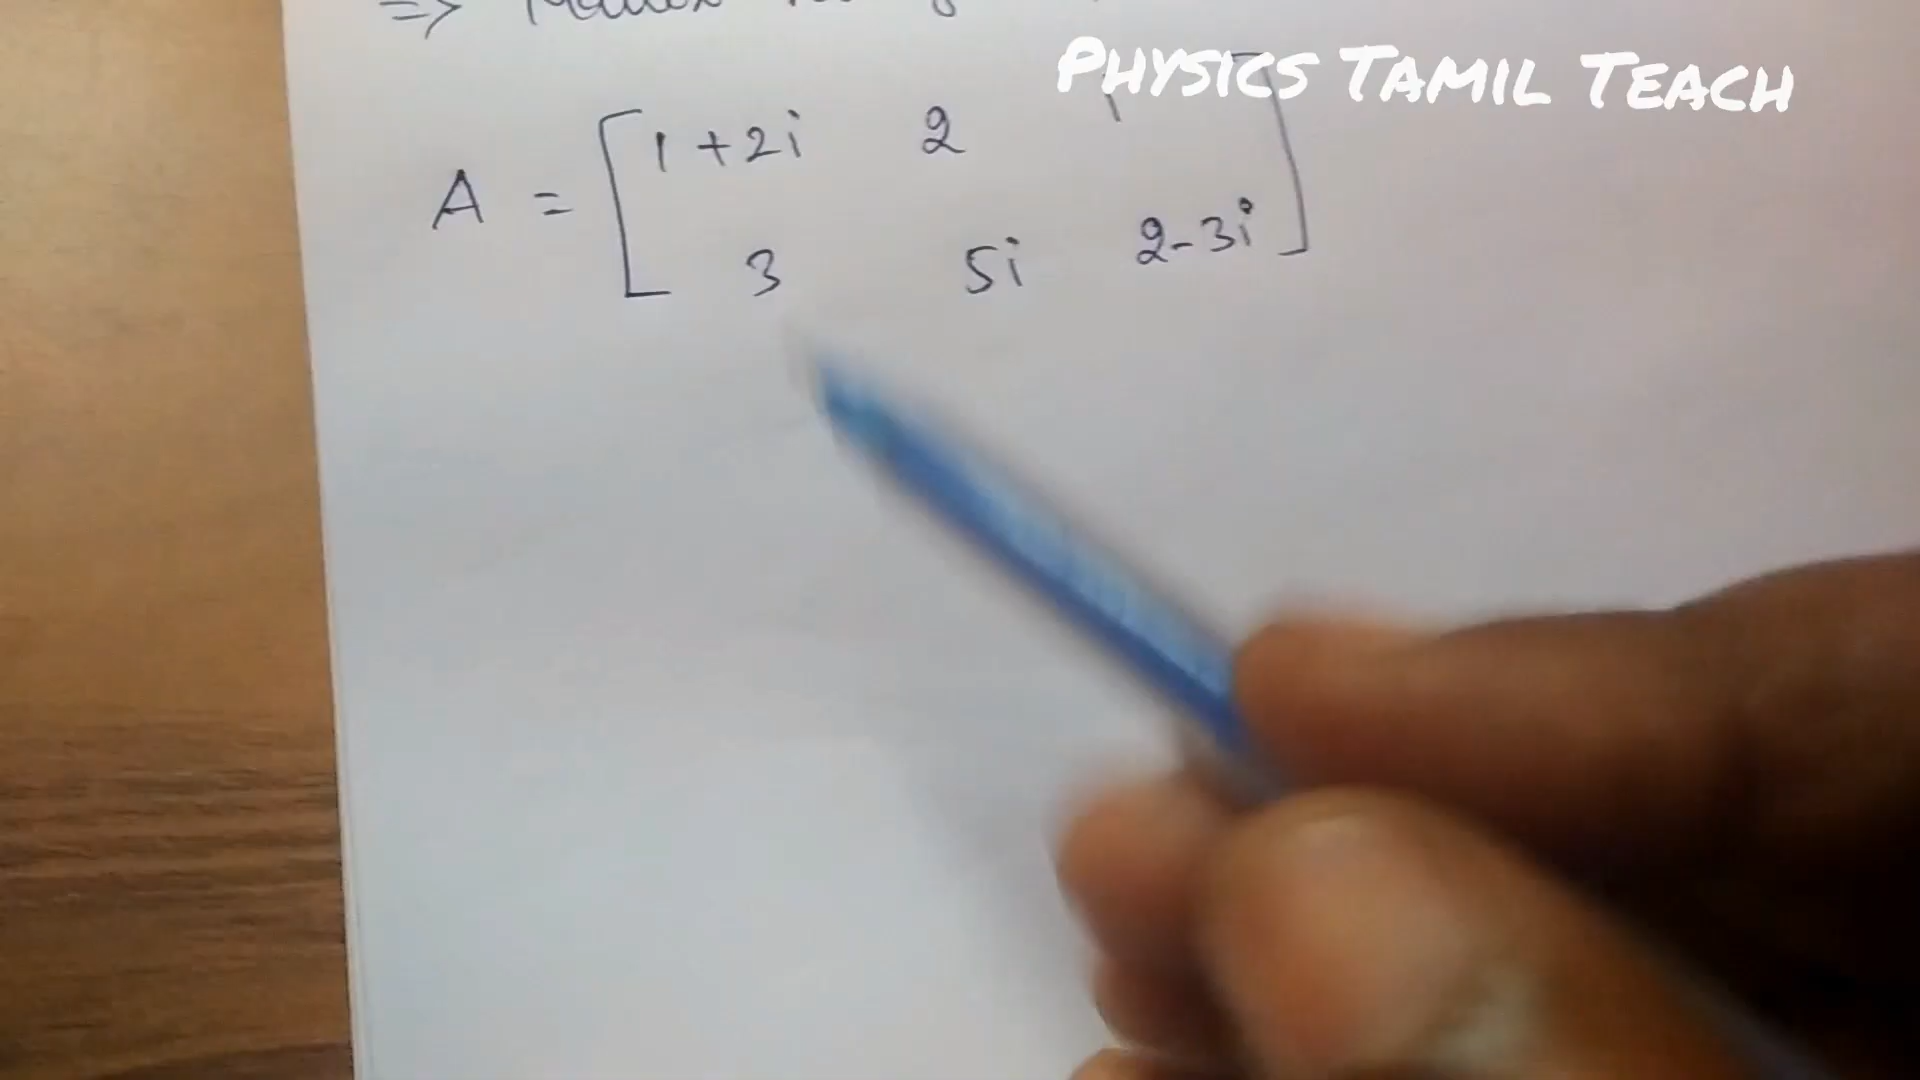 =>
PHYSICS TAMIL TEACH
A = [ 1+2i 2
3 5i 2-3i ]